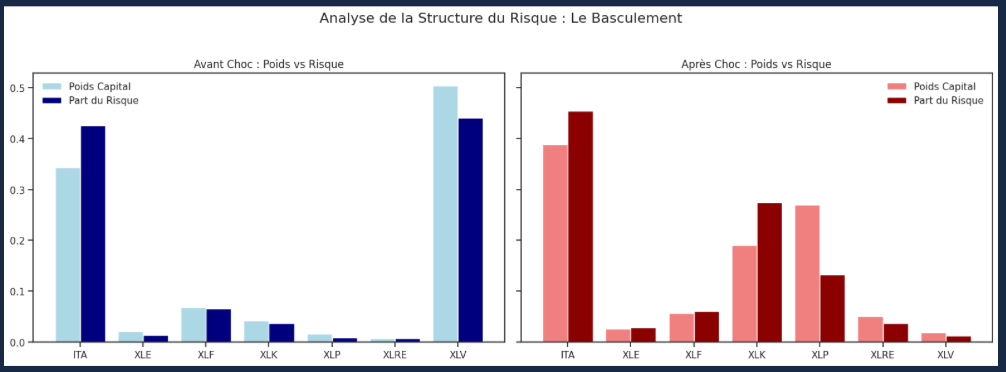 Analyse de la Structure du Risque : Le Basculement
Avant Choc : Poids vs Risque
Poids Capital
Part du Risque
0.5
0.4
0.3
0.2
0.1
0.0
ITA XLE XLF XLK XLP XLRE XLV
Après Choc : Poids vs Risque
Poids Capital
Part du Risque
ITA XLE XLF XLK XLP XLRE XLV